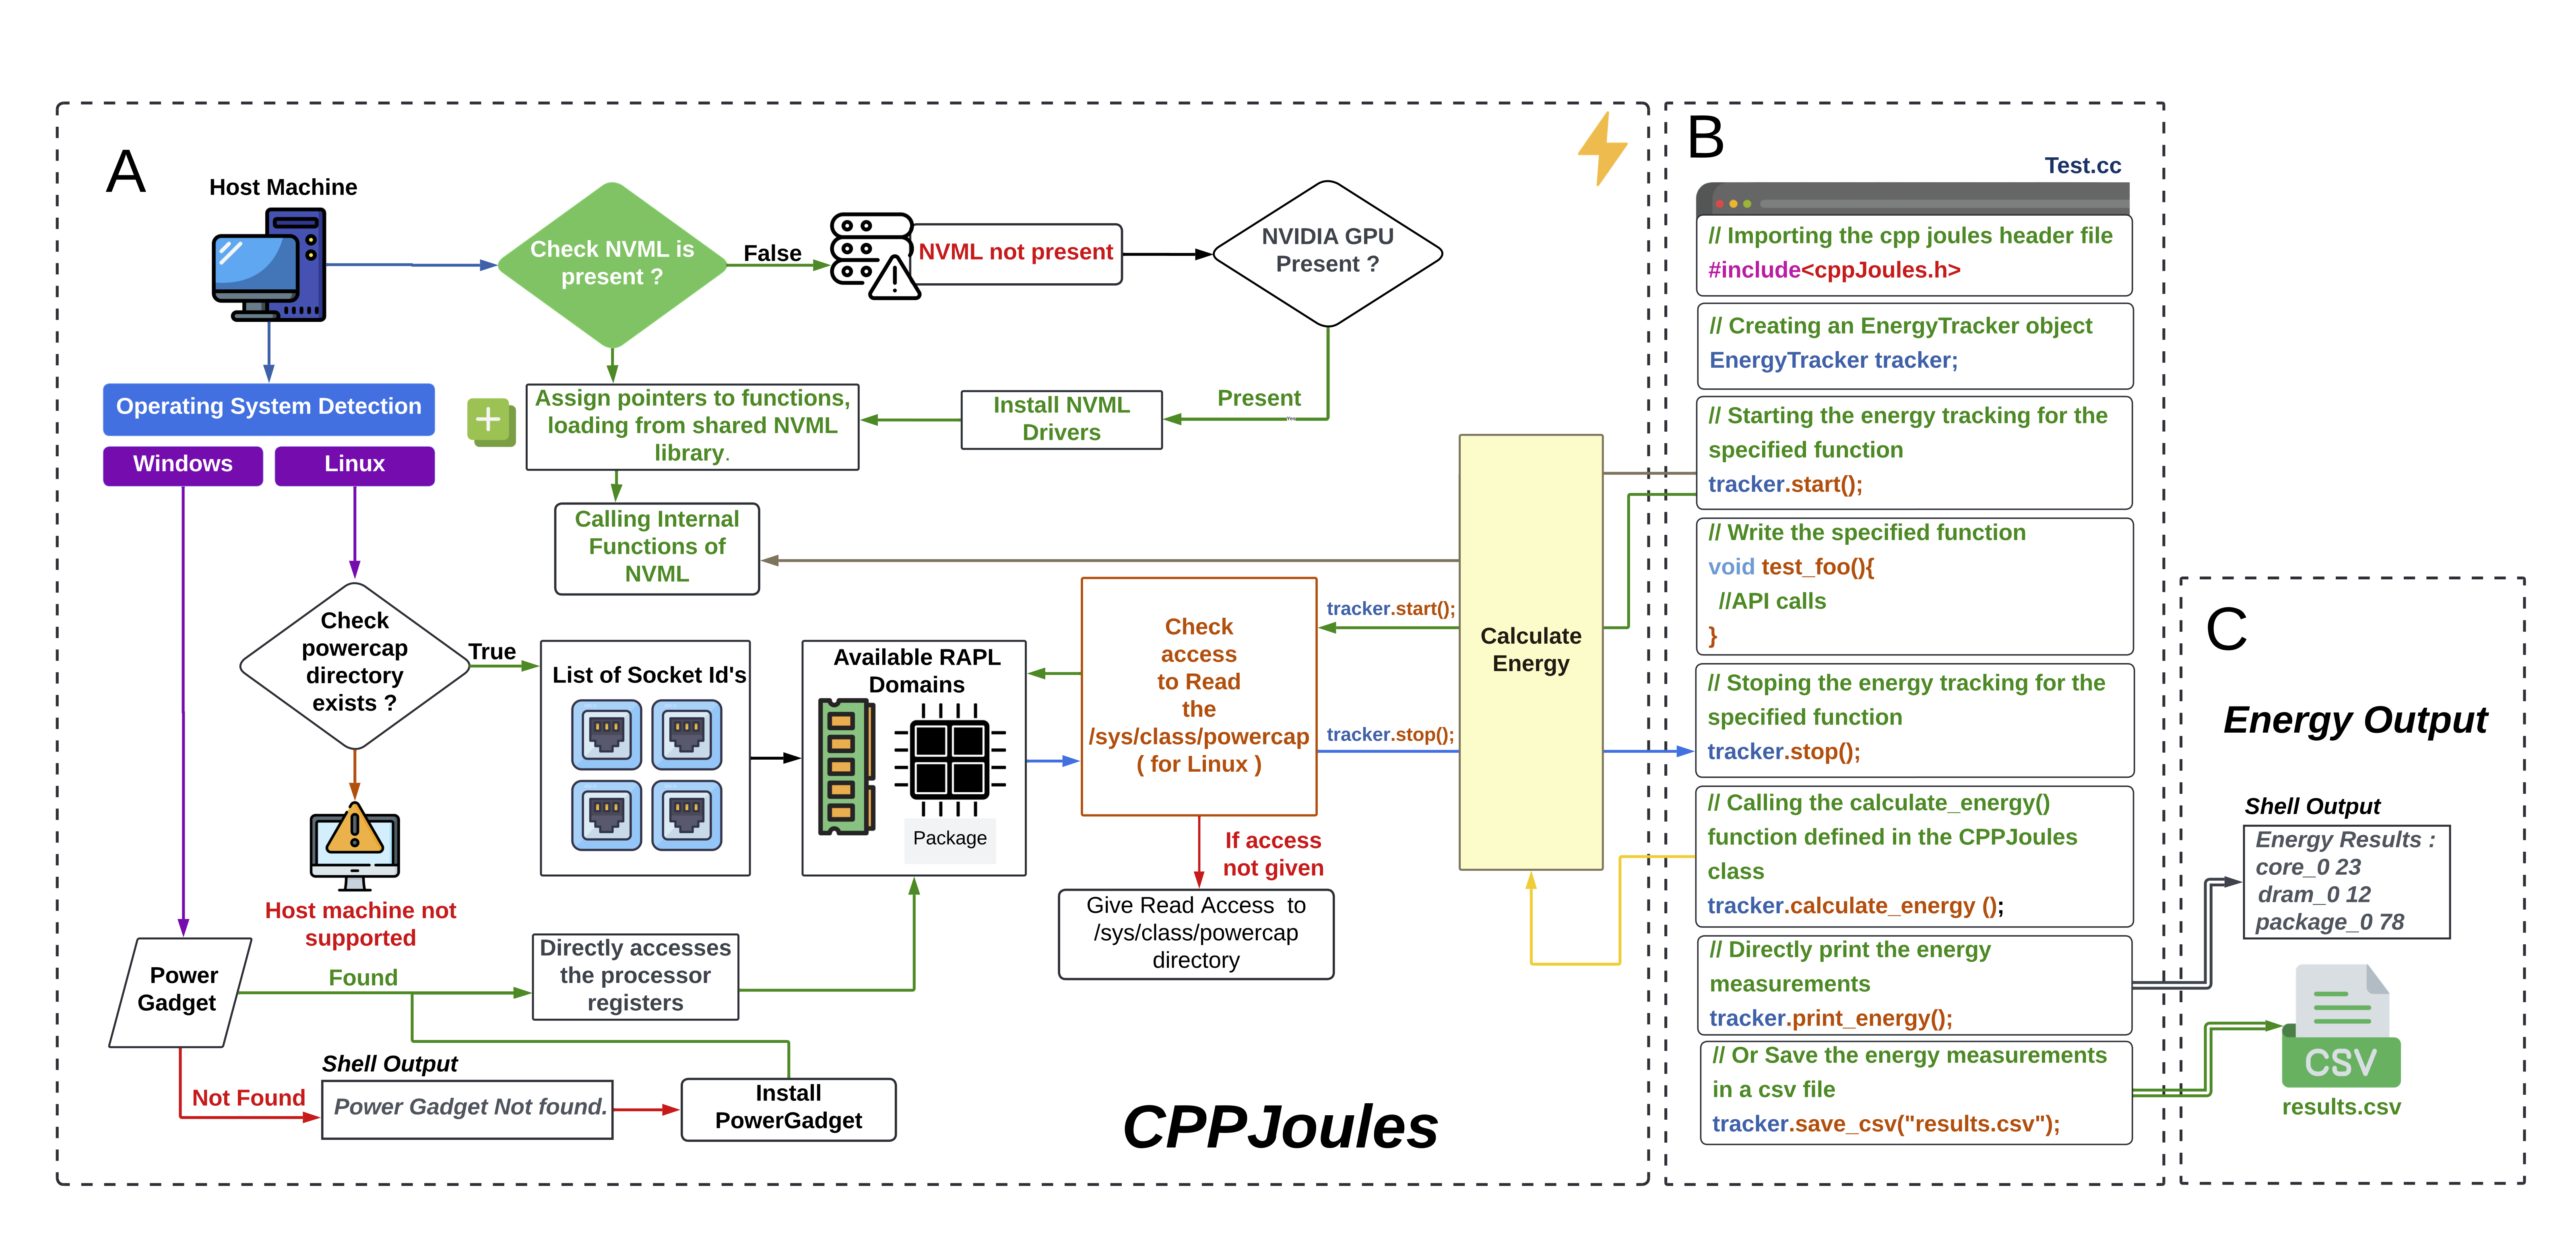 A
Host Machine
Check NVML is
present ?
False
NVML not present
NVIDIA GPU
Present ?
Operating System Detection
Windows
Linux
Assign pointers to functions,
loading from shared NVML
library.
Install NVML
Drivers
Present
Yes
Calling Internal
Functions of
NVML
Check
powercap
directory
exists ?
True
List of Socket Id's
Available RAPL
Domains
Package
Check
access
to Read
the
/sys/class/powercap
( for Linux )
tracker.start();
tracker.stop();
Calculate
Energy
If access
not given
Give Read Access to
/sys/class/powercap
directory
Host machine not
supported
Power
Gadget
Found
Directly accesses
the processor
registers
Not Found
Shell Output
Power Gadget Not found.
Install
PowerGadget
CPPJoules
B
Test.cc
// Importing the cpp joules header file
#include<cppJoules.h>
// Creating an EnergyTracker object
EnergyTracker tracker;
// Starting the energy tracking for the
specified function
tracker.start();
// Write the specified function
void test_foo(){
//API calls
}
// Stoping the energy tracking for the
specified function
tracker.stop();
// Calling the calculate_energy()
function defined in the CPPJoules
class
tracker.calculate_energy ();
// Directly print the energy
measurements
tracker.print_energy();
// Or Save the energy measurements
in a csv file
tracker.save_csv("results.csv");
C
Energy Output
Shell Output
Energy Results :
core_0 23
dram_0 12
package_0 78
CSV
results.csv